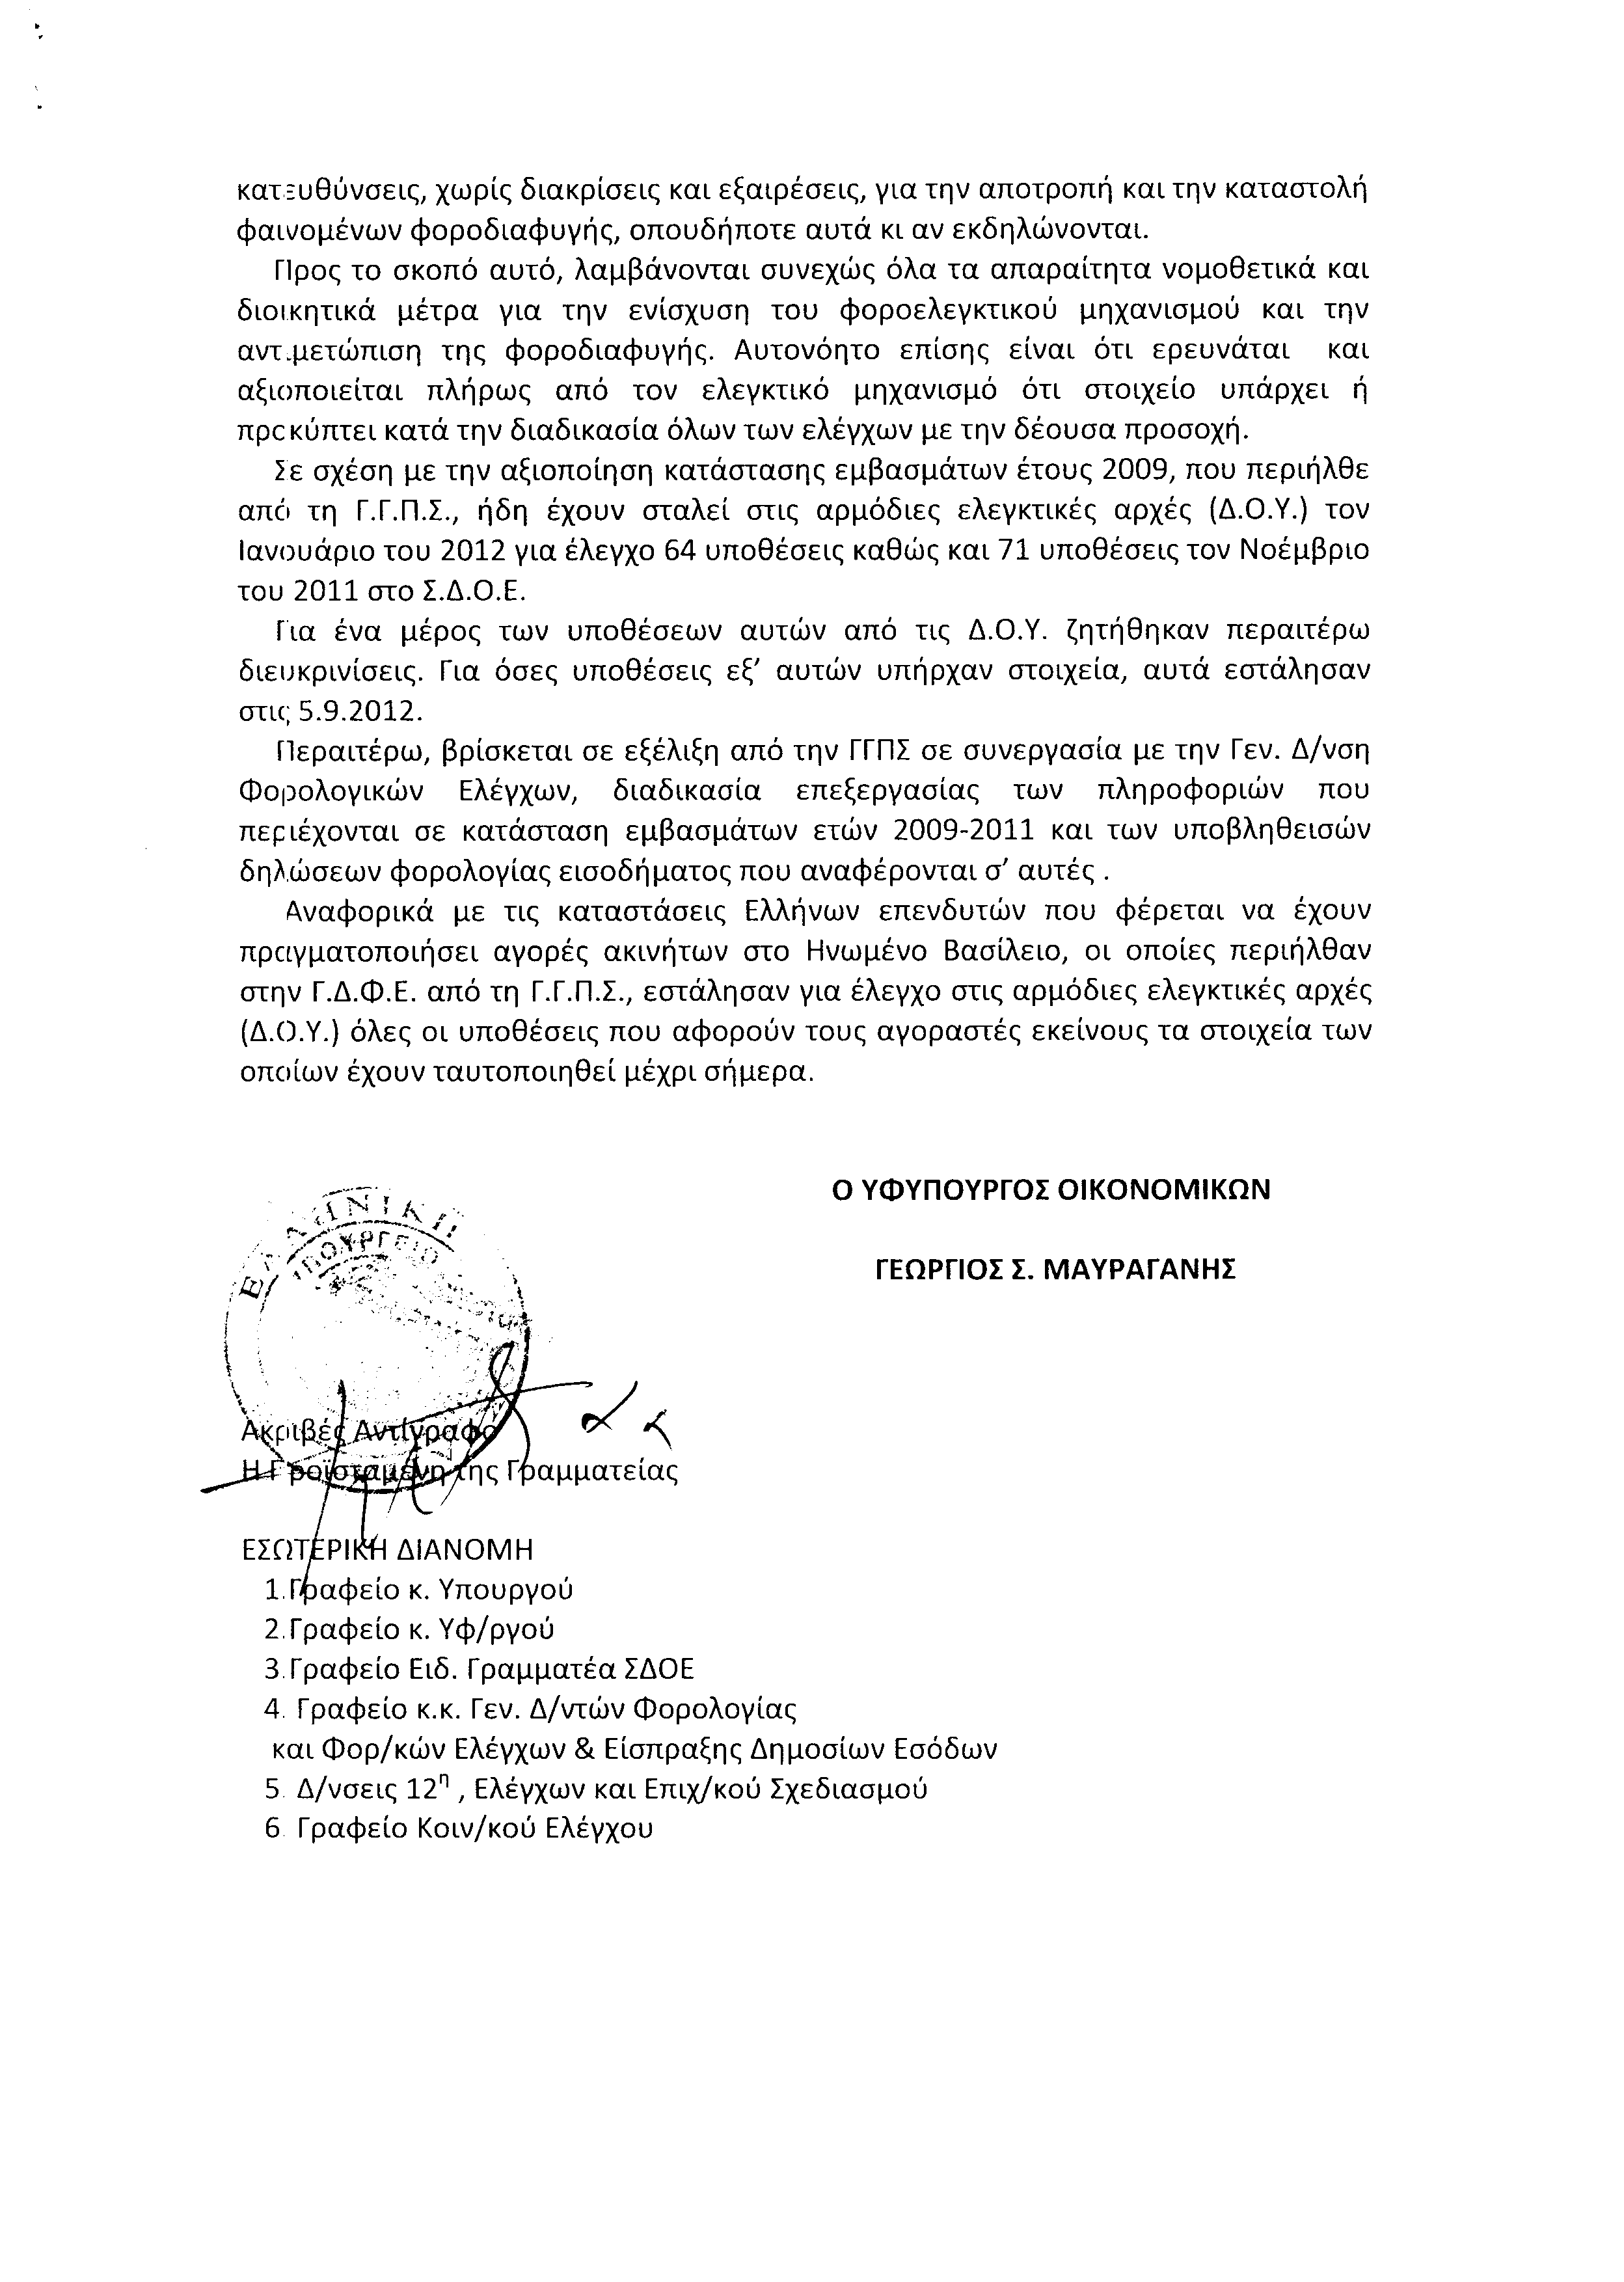 κατευθύνσεις, χωρίς διακρίσεις και εξαιρέσεις, για την αποτροπή και την καταστολή
φαινομένων φοροδιαφυγής, οπουδήποτε αυτά κι αν εκδηλώνονται.
Προς το σκοπό αυτό, λαμβάνονται συνεχώς όλα τα απαραίτητα νομοθετικά και
διοικητικά μέτρα για την ενίσχυση του φοροελεγκτικού μηχανισμού και την
αντιμετώπιση της φοροδιαφυγής. Αυτονόητο επίσης είναι ότι ερευνάται και
αξιοποιείται πλήρως από τον ελεγκτικό μηχανισμό ότι στοιχείο υπάρχει ή
προκύπτει κατά την διαδικασία όλων των ελέγχων με την δέουσα προσοχή.
Σε σχέση με την αξιοποίηση κατάστασης εμβασμάτων έτους 2009, που περιήλθε
από τη Γ.Γ.Π.Σ., ήδη έχουν σταλεί στις αρμόδιες ελεγκτικές αρχές (Δ.Ο.Υ.) τον
Ιανουάριο του 2012 για έλεγχο 64 υποθέσεις καθώς και 71 υποθέσεις τον Νοέμβριο
του 2011 στο Σ.Δ.Ο.Ε.
Για ένα μέρος των υποθέσεων αυτών από τις Δ.Ο.Υ. ζητήθηκαν περαιτέρω
διευκρινίσεις. Για όσες υποθέσεις εξ’ αυτών υπήρχαν στοιχεία, αυτά εστάλησαν
στις 5.9.2012.
Περαιτέρω, βρίσκεται σε εξέλιξη από την ΓΓΠΣ σε συνεργασία με την Γεν. Δ/νση
Φορολογικών Ελέγχων, διαδικασία επεξεργασίας των πληροφοριών που
περιέχονται σε κατάσταση εμβασμάτων ετών 2009-2011 και των υποβληθεισών
δηλώσεων φορολογίας εισοδήματος που αναφέρονται σ’ αυτές .
Αναφορικά με τις καταστάσεις Ελλήνων επενδυτών που φέρεται να έχουν
πραγματοποιήσει αγορές ακινήτων στο Ηνωμένο Βασίλειο, οι οποίες περιήλθαν
στην Γ.Δ.Φ.Ε. από τη Γ.Γ.Π.Σ., εστάλησαν για έλεγχο στις αρμόδιες ελεγκτικές αρχές
(Δ.Ο.Υ.) όλες οι υποθέσεις που αφορούν τους αγοραστές εκείνους τα στοιχεία των
οποίων έχουν ταυτοποιηθεί μέχρι σήμερα.
Ο ΥΦΥΠΟΥΡΓΟΣ ΟΙΚΟΝΟΜΙΚΩΝ
ΓΕΩΡΓΙΟΣ Σ. ΜΑΥΡΑΓΑΝΗΣ
ΕΛΛΗΝΙΚΗ
ΥΠΟΥΡΓΕΙΟ
Ακριβές Αντίγραφο
Η Προϊσταμένη της Γραμματείας
ΕΣΩΤΕΡΙΚΗ ΔΙΑΝΟΜΗ
1.Γραφείο κ. Υπουργού
2.Γραφείο κ. Υφ/ργού
3.Γραφείο Ειδ. Γραμματέα ΣΔΟΕ
4. Γραφείο κ.κ. Γεν. Δ/ντών Φορολογίας
και Φορ/κών Ελέγχων & Είσπραξης Δημοσίων Εσόδων
5. Δ/νσεις 12η , Ελέγχων και Επιχ/κού Σχεδιασμού
6. Γραφείο Κοιν/κού Ελέγχου